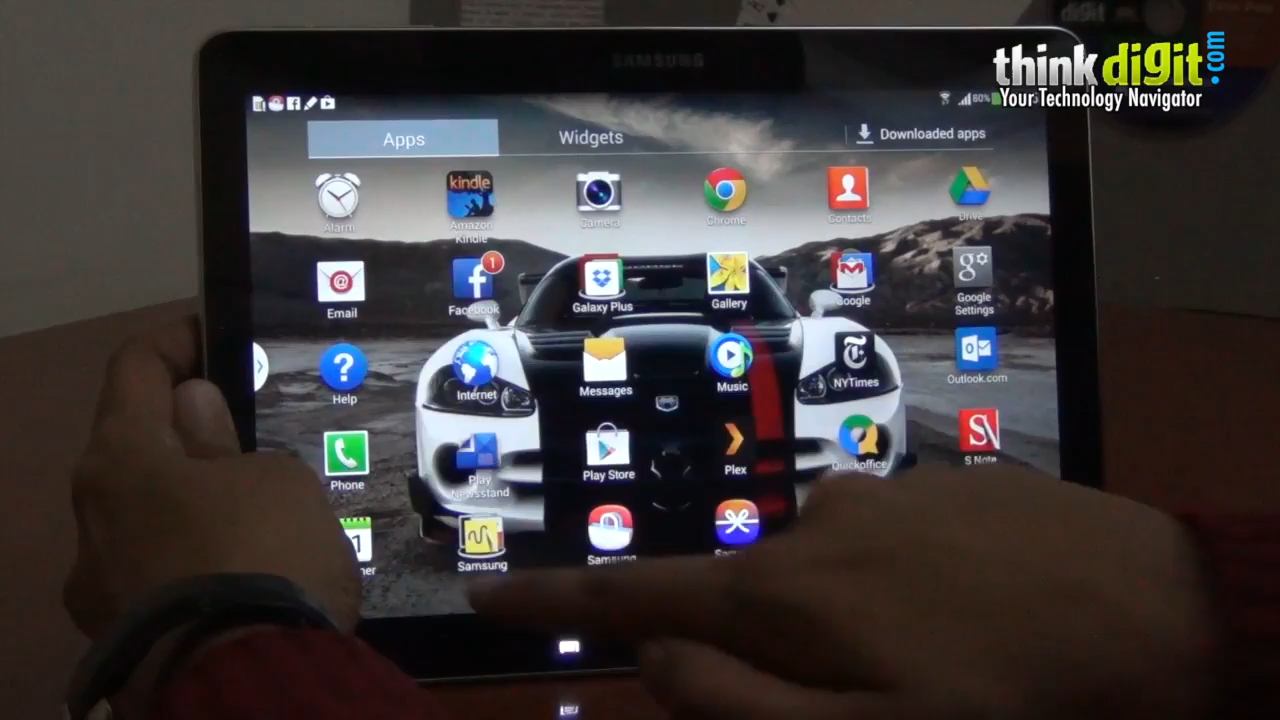 SAMSUNG
thinkdigit.com
Your Technology Navigator
80%
Apps
Widgets
Downloaded apps
kindle
Alarm
Amazon
Kindle
Camera
Chrome
Contacts
Drive
1
Email
Facebook
Galaxy Plus
Gallery
Google
Google
Settings
Help
Internet
Messages
Music
NYTimes
Outlook.com
Phone
Play
Newsstand
Play Store
Plex
Quickoffice
S Note
Samsung
Samsung